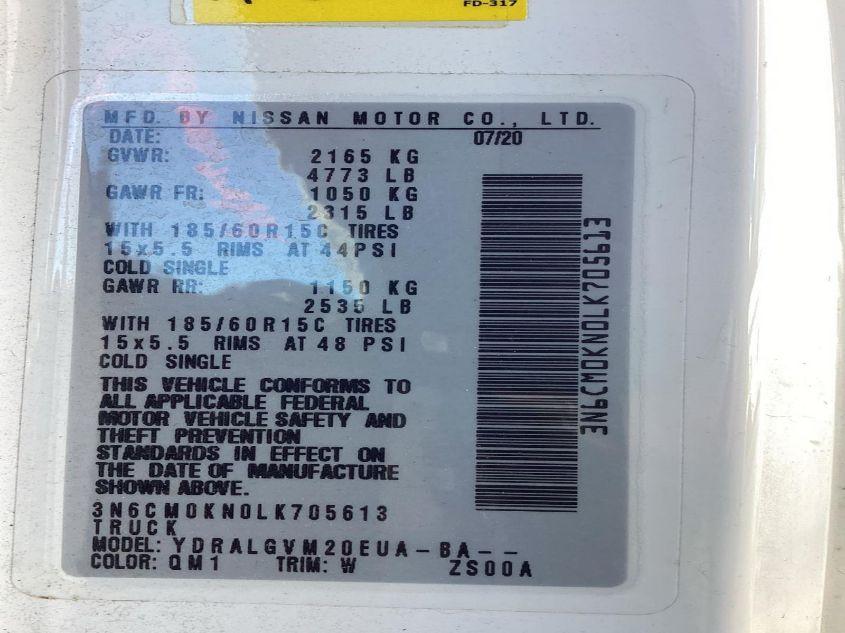 FD-317
MFD. BY NISSAN MOTOR CO., LTD.
DATE: 07/20
GVWR: 2165 KG
4773 LB
GAWR FR: 1050 KG
2315 LB
WITH 185/60R15C TIRES
15x5.5 RIMS AT 44PSI
COLD SINGLE
GAWR RR: 1150 KG
2535 LB
WITH 185/60R15C TIRES
15x5.5 RIMS AT 48 PSI
COLD SINGLE
THIS VEHICLE CONFORMS TO
ALL APPLICABLE FEDERAL
MOTOR VEHICLE SAFETY AND
THEFT PREVENTION
STANDARDS IN EFFECT ON
THE DATE OF MANUFACTURE
SHOWN ABOVE.
3N6CM0KN0LK705613
TRUCK
MODEL: YDRALGVM20EUA-BA--
COLOR: QM1 TRIM: W ZS00A
3N6CM0KN0LK705613